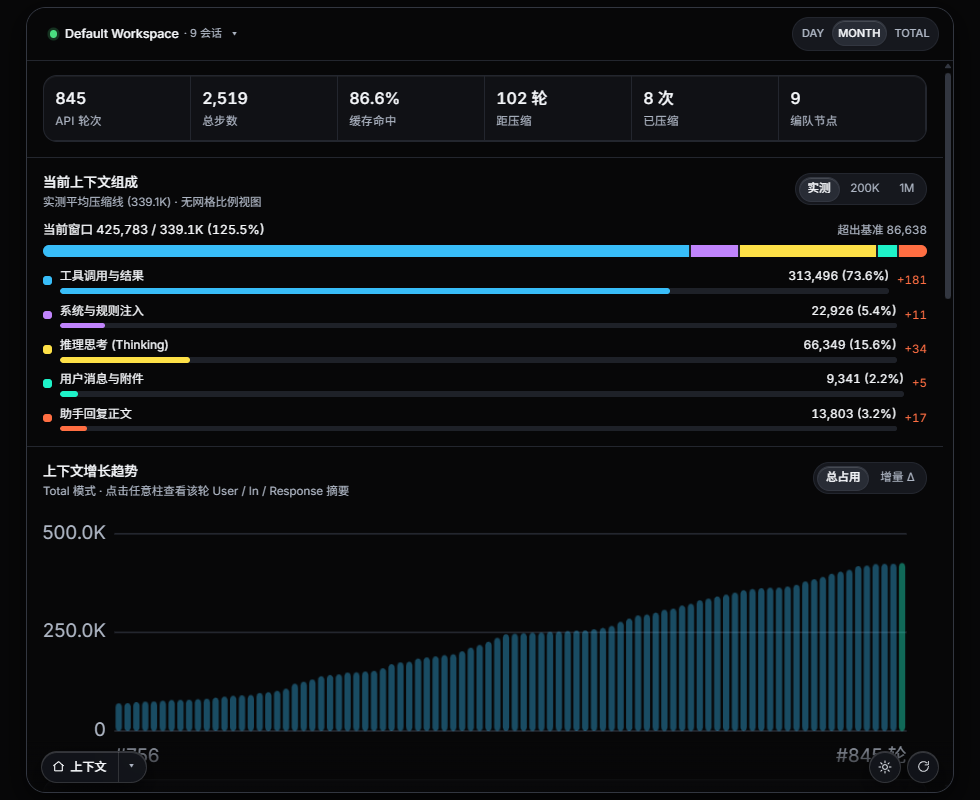 Default Workspace · 9 会话 ▾
DAY MONTH TOTAL
845 2,519 86.6% 102 轮 8 次 9
API 轮次 总步数 缓存命中 距压缩 已压缩 编队节点
当前上下文组成
实测 200K 1M
实测平均压缩线 (339.1K) · 无网格比例视图
当前窗口 425,783 / 339.1K (125.5%) 超出基准 86,638
工具调用与结果 313,496 (73.6%) +181
系统与规则注入 22,926 (5.4%) +11
推理思考 (Thinking) 66,349 (15.6%) +34
用户消息与附件 9,341 (2.2%) +5
助手回复正文 13,803 (3.2%) +17
上下文增长趋势
总占用 增量 Δ
Total 模式 · 点击任意柱查看该轮 User / In / Response 摘要
500.0K
250.0K
0
#756 #845 轮
上下文 ▾